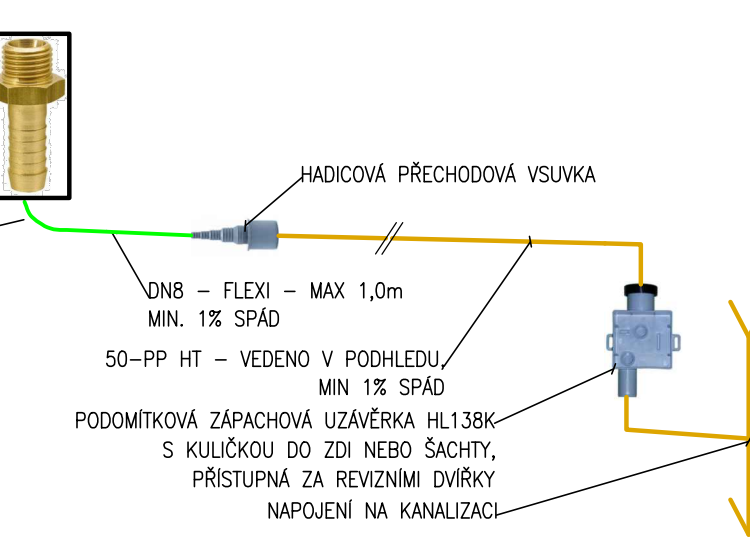 HADICOVÁ PŘECHODOVÁ VSUVKA
DN8 – FLEXI – MAX 1,0m
MIN. 1% SPÁD
50–PP HT – VEDENO V PODHLEDU,
MIN 1% SPÁD
PODOMÍTKOVÁ ZÁPACHOVÁ UZÁVĚRKA HL138K
S KULIČKOU DO ZDI NEBO ŠACHTY,
PŘÍSTUPNÁ ZA REVIZNÍMI DVÍŘKY
NAPOJENÍ NA KANALIZACI